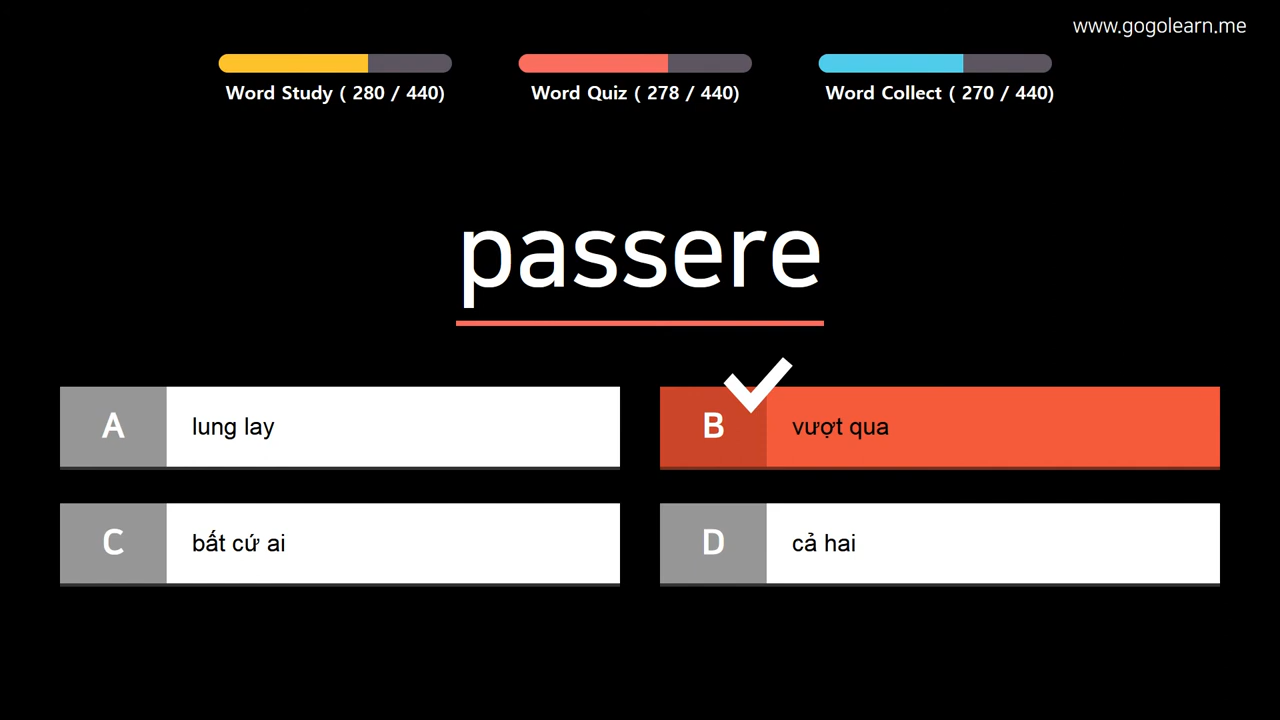 www.gogolearn.me
Word Study ( 280 / 440)
Word Quiz ( 278 / 440)
Word Collect ( 270 / 440)
passere
A
lung lay
B
vượt qua
C
bất cứ ai
D
cả hai